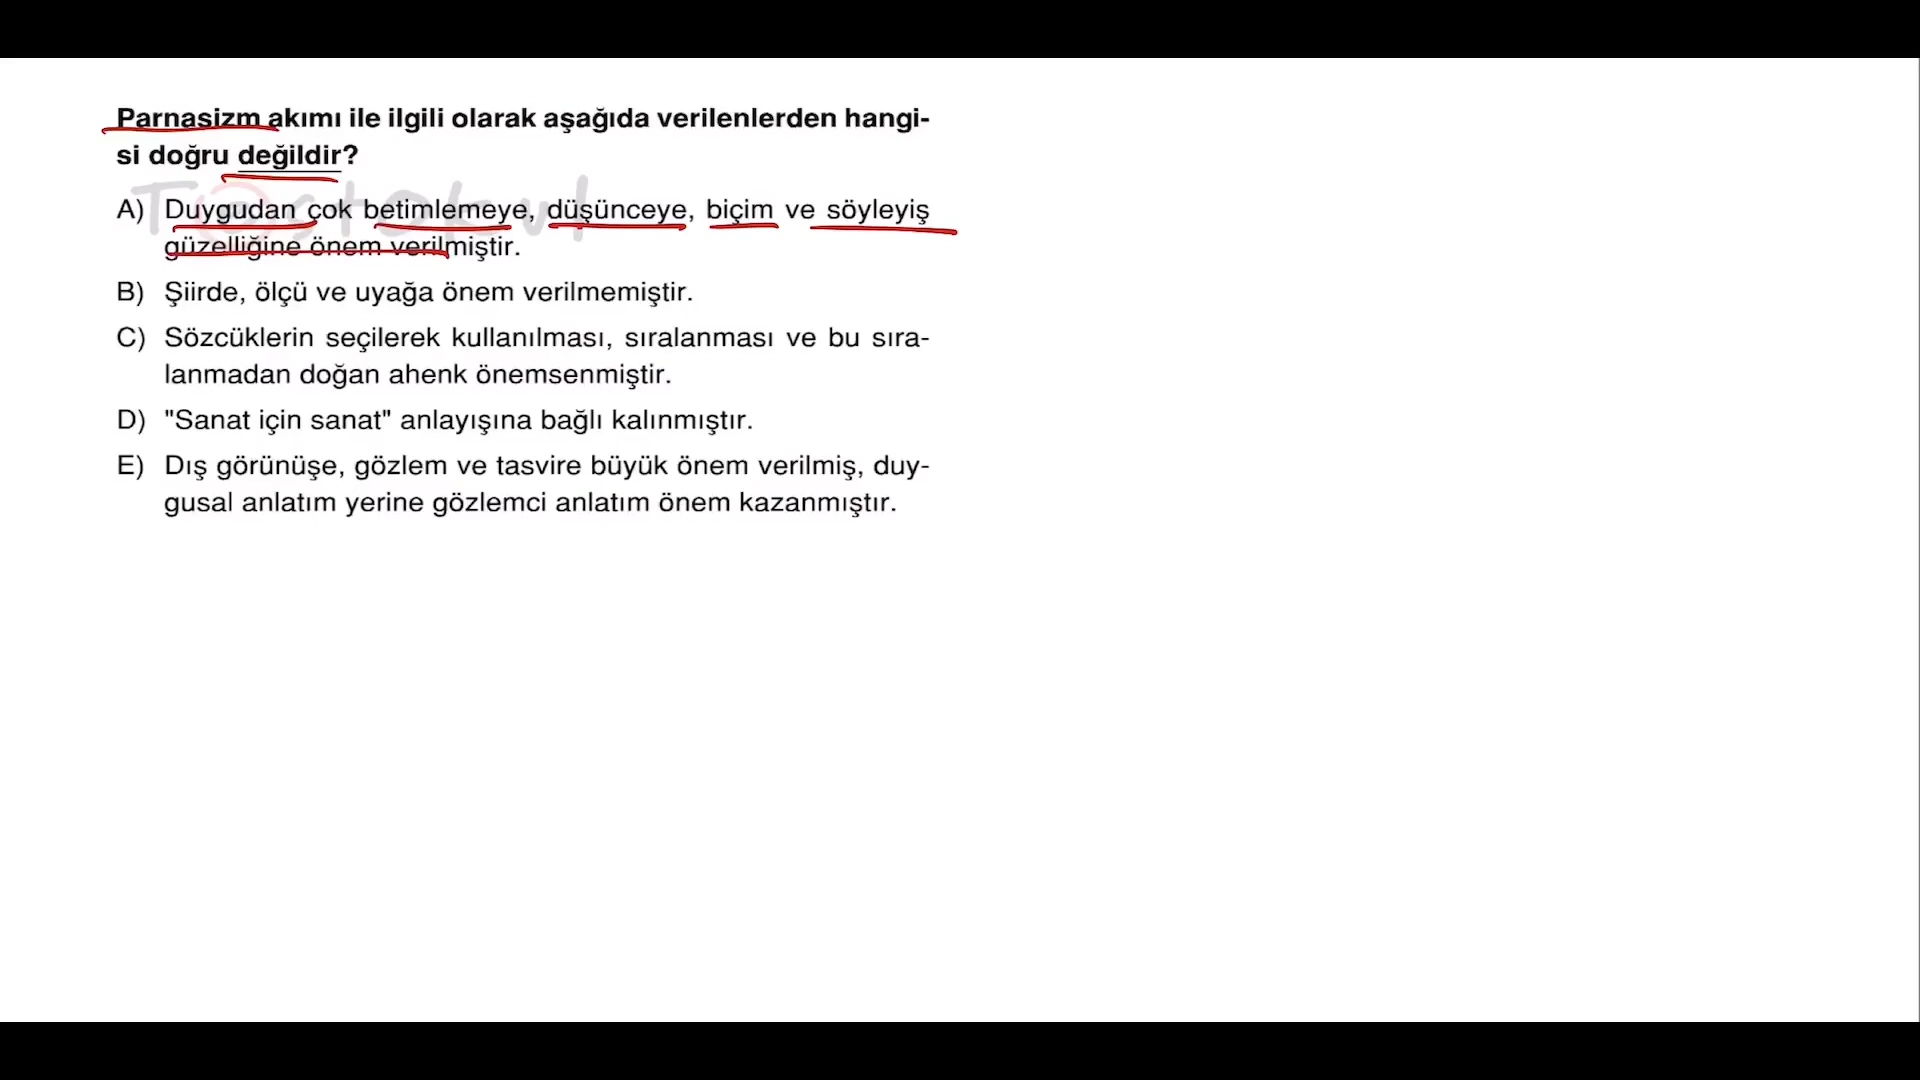 Parnasizm akımı ile ilgili olarak aşağıda verilenlerden hangi-
si doğru değildir?
Testokul
A) Duygudan çok betimlemeye, düşünceye, biçim ve söyleyiş
güzelliğine önem verilmiştir.
B) Şiirde, ölçü ve uyağa önem verilmemiştir.
C) Sözcüklerin seçilerek kullanılması, sıralanması ve bu sıra-
lanmadan doğan ahenk önemsenmiştir.
D) "Sanat için sanat" anlayışına bağlı kalınmıştır.
E) Dış görünüşe, gözlem ve tasvire büyük önem verilmiş, duy-
gusal anlatım yerine gözlemci anlatım önem kazanmıştır.